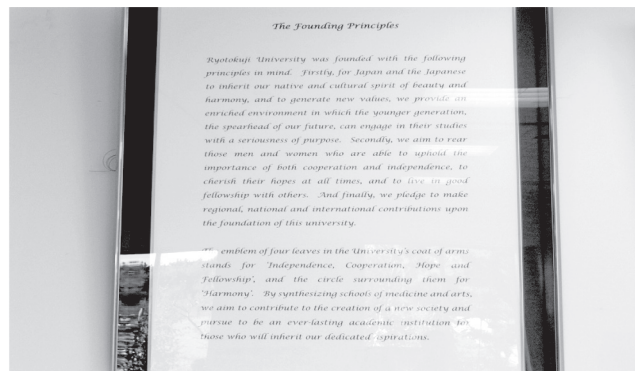 The Founding Principles
Ryotokuji University was founded with the following
principles in mind. Firstly, for Japan and the Japanese
to inherit our native and cultural spirit of beauty and
harmony, and to generate new values, we provide an
enriched environment in which the younger generation,
the spearhead of our future, can engage in their studies
with a seriousness of purpose. Secondly, we aim to rear
those men and women who are able to uphold the
importance of both cooperation and independence, to
cherish their hopes at all times, and to live in good
fellowship with others. And finally, we pledge to make
regional, national and international contributions upon
the foundation of this university.
The emblem of four leaves in the University's coat of arms
stands for 'Independence, Cooperation, Hope and
Fellowship', and the circle surrounding them for
'Harmony'. By synthesizing schools of medicine and arts,
we aim to contribute to the creation of a new society and
pursue to be an ever-lasting academic institution for
those who will inherit our dedicated aspirations.